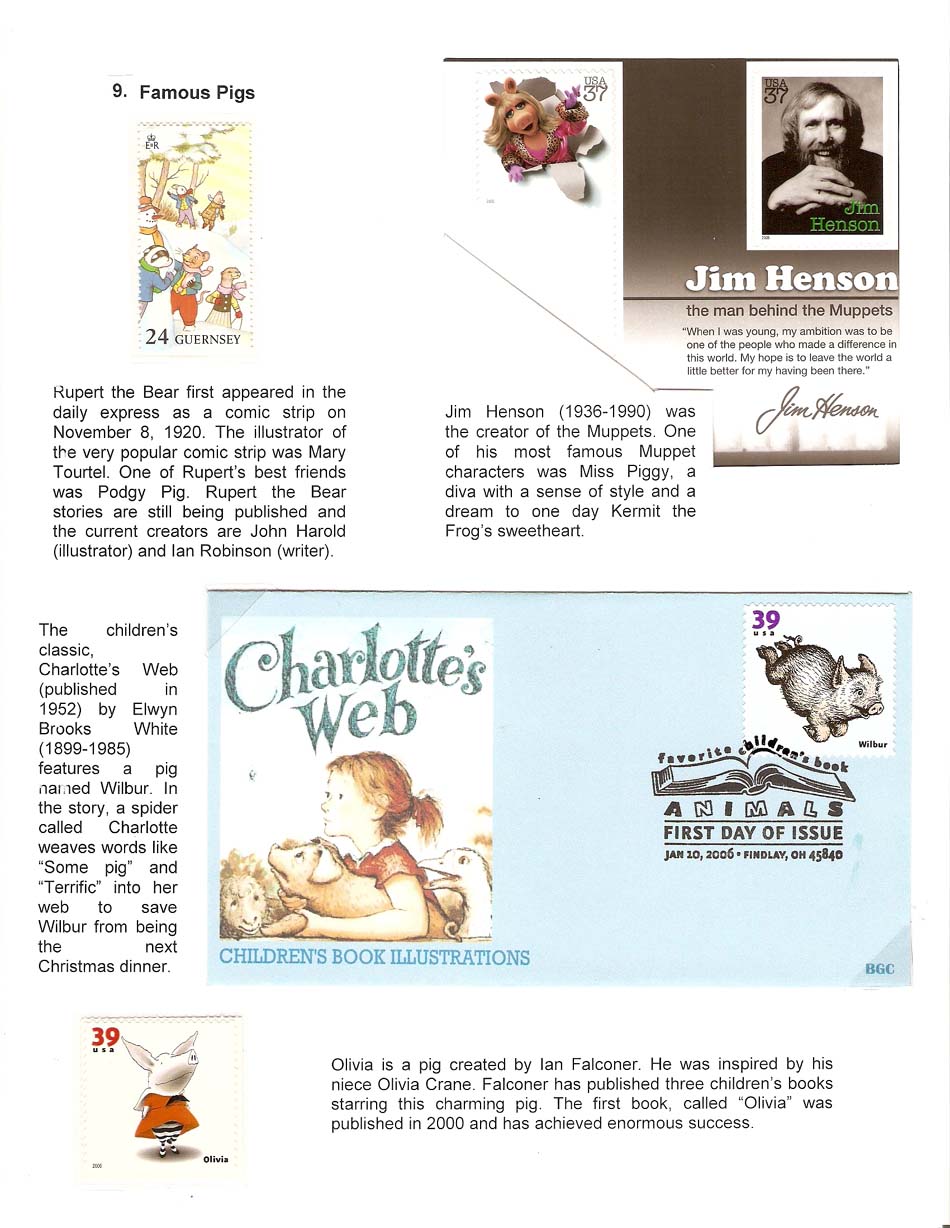 9. Famous Pigs
E II R
24 GUERNSEY
Rupert the Bear first appeared in the
daily express as a comic strip on
November 8, 1920. The illustrator of
the very popular comic strip was Mary
Tourtel. One of Rupert's best friends
was Podgy Pig. Rupert the Bear
stories are still being published and
the current creators are John Harold
(illustrator) and Ian Robinson (writer).
USA
37
2005
USA
37
Jim
Henson
2005
Jim Henson
the man behind the Muppets
"When I was young, my ambition was to be
one of the people who made a difference in
this world. My hope is to leave the world a
little better for my having been there."
Jim Henson
Jim Henson (1936-1990) was
the creator of the Muppets. One
of his most famous Muppet
characters was Miss Piggy, a
diva with a sense of style and a
dream to one day Kermit the
Frog's sweetheart.
The children's
classic,
Charlotte's Web
(published in
1952) by Elwyn
Brooks White
(1899-1985)
features a pig
named Wilbur. In
the story, a spider
called Charlotte
weaves words like
"Some pig" and
"Terrific" into her
web to save
Wilbur from being
the next
Christmas dinner.
Charlotte's
Web
CHILDREN'S BOOK ILLUSTRATIONS
39
usa
Wilbur
favorite children's book
ANIMALS
FIRST DAY OF ISSUE
JAN 10, 2006 • FINDLAY, OH 45840
BGC
39
usa
2006
Olivia
Olivia is a pig created by Ian Falconer. He was inspired by his
niece Olivia Crane. Falconer has published three children's books
starring this charming pig. The first book, called "Olivia" was
published in 2000 and has achieved enormous success.